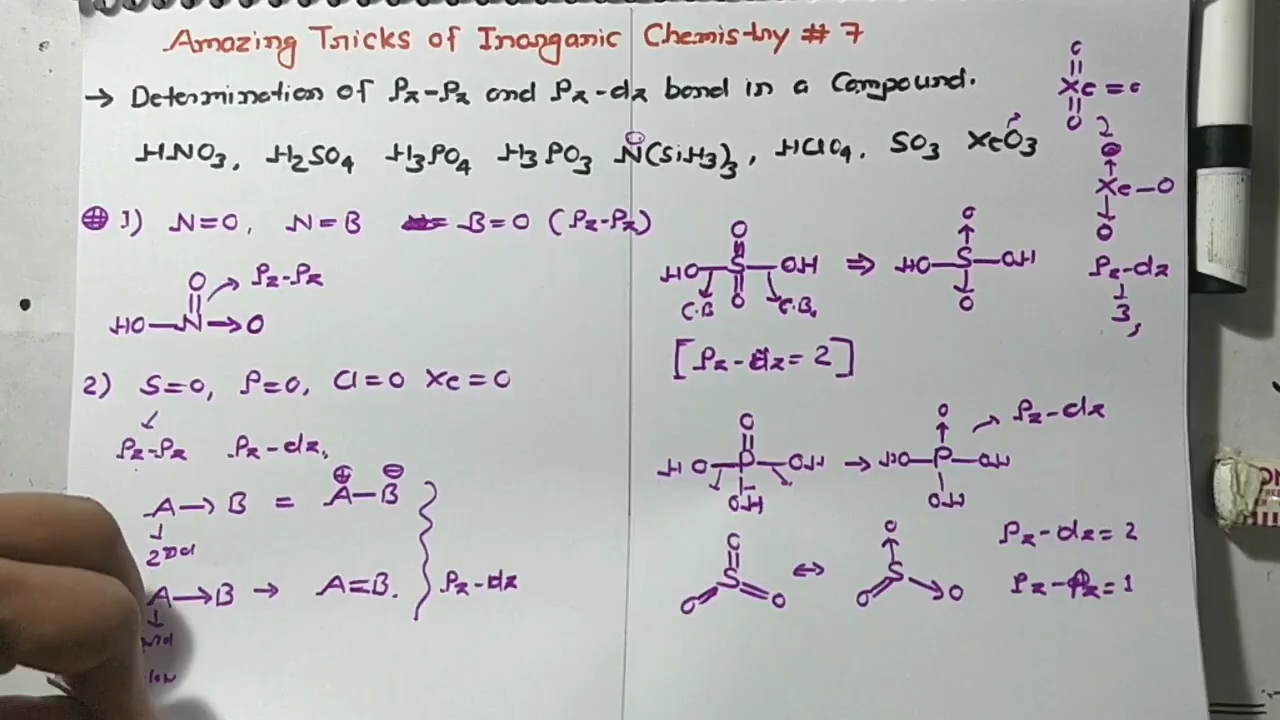 Amazing Tricks of Inorganic Chemistry # 7
→ Determination of Pπ-Pπ and Pπ-dπ bond in a Compound.
HNO3, H2SO4 H3PO4 H3PO3 N(SiH3)3, HClO4, SO3 XeO3
1) N=O, N=B B=O (Pπ-Pπ)
O → Pπ-Pπ
HO-N→O
2) S=O, P=O, Cl=O Xe=O
Pπ-Pπ Pπ-dπ,
A→B = A⊕-B⊖
2nd
A→B → A=B. Pπ-dπ
O
HO-S-OH ⇒ HO-S-OH
O
O
O
C.B C.B.
[Pπ-dπ = 2]
O
O → Pπ-dπ
HO-P-OH → HO-P-OH
OH OH
O
O
S ↔ S
O O O O
Pπ-dπ = 2
Pπ-Pπ = 1
O
Xe=O
O
O
Xe-O
O
Pπ-dπ
3,